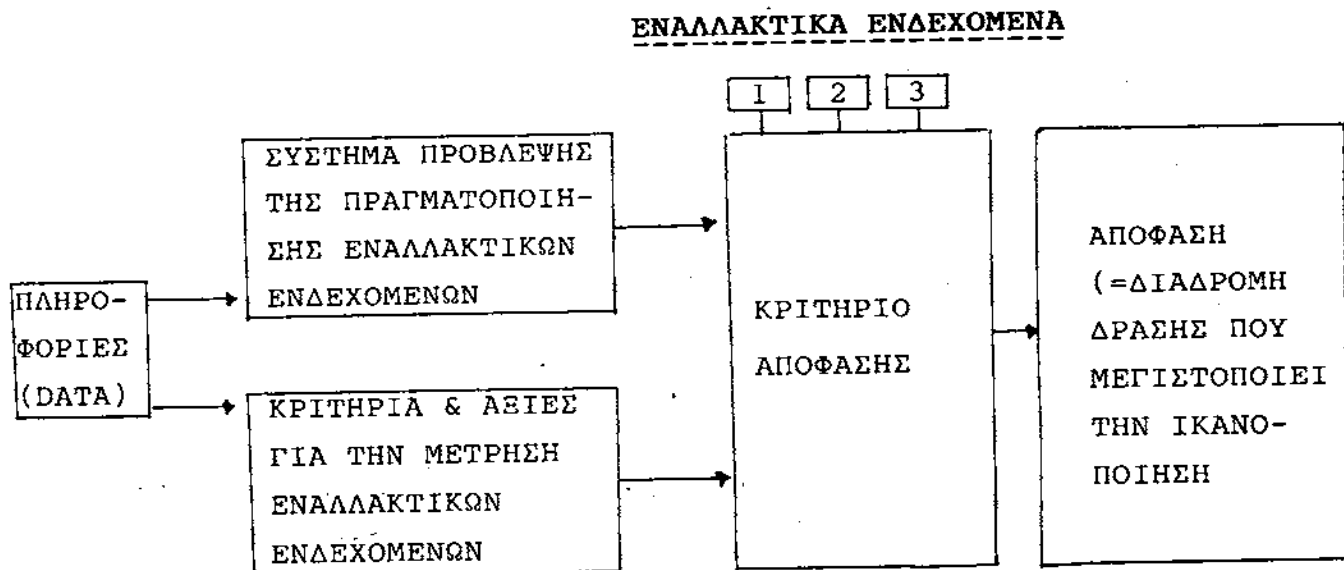 ΕΝΑΛΛΑΚΤΙΚΑ ΕΝΔΕΧΟΜΕΝΑ
1 2 3
ΣΥΣΤΗΜΑ ΠΡΟΒΛΕΨΗΣ
ΤΗΣ ΠΡΑΓΜΑΤΟΠΟΙΗ-
ΣΗΣ ΕΝΑΛΛΑΚΤΙΚΩΝ
ΕΝΔΕΧΟΜΕΝΩΝ
ΠΛΗΡΟ-
ΦΟΡΙΕΣ
(DATA)
ΚΡΙΤΗΡΙΑ & ΑΞΙΕΣ
ΓΙΑ ΤΗΝ ΜΕΤΡΗΣΗ
ΕΝΑΛΛΑΚΤΙΚΩΝ
ΕΝΔΕΧΟΜΕΝΩΝ
ΚΡΙΤΗΡΙΟ
ΑΠΟΦΑΣΗΣ
ΑΠΟΦΑΣΗ
(=ΔΙΑΔΡΟΜΗ
ΔΡΑΣΗΣ ΠΟΥ
ΜΕΓΙΣΤΟΠΟΙΕΙ
ΤΗΝ ΙΚΑΝΟ-
ΠΟΙΗΣΗ